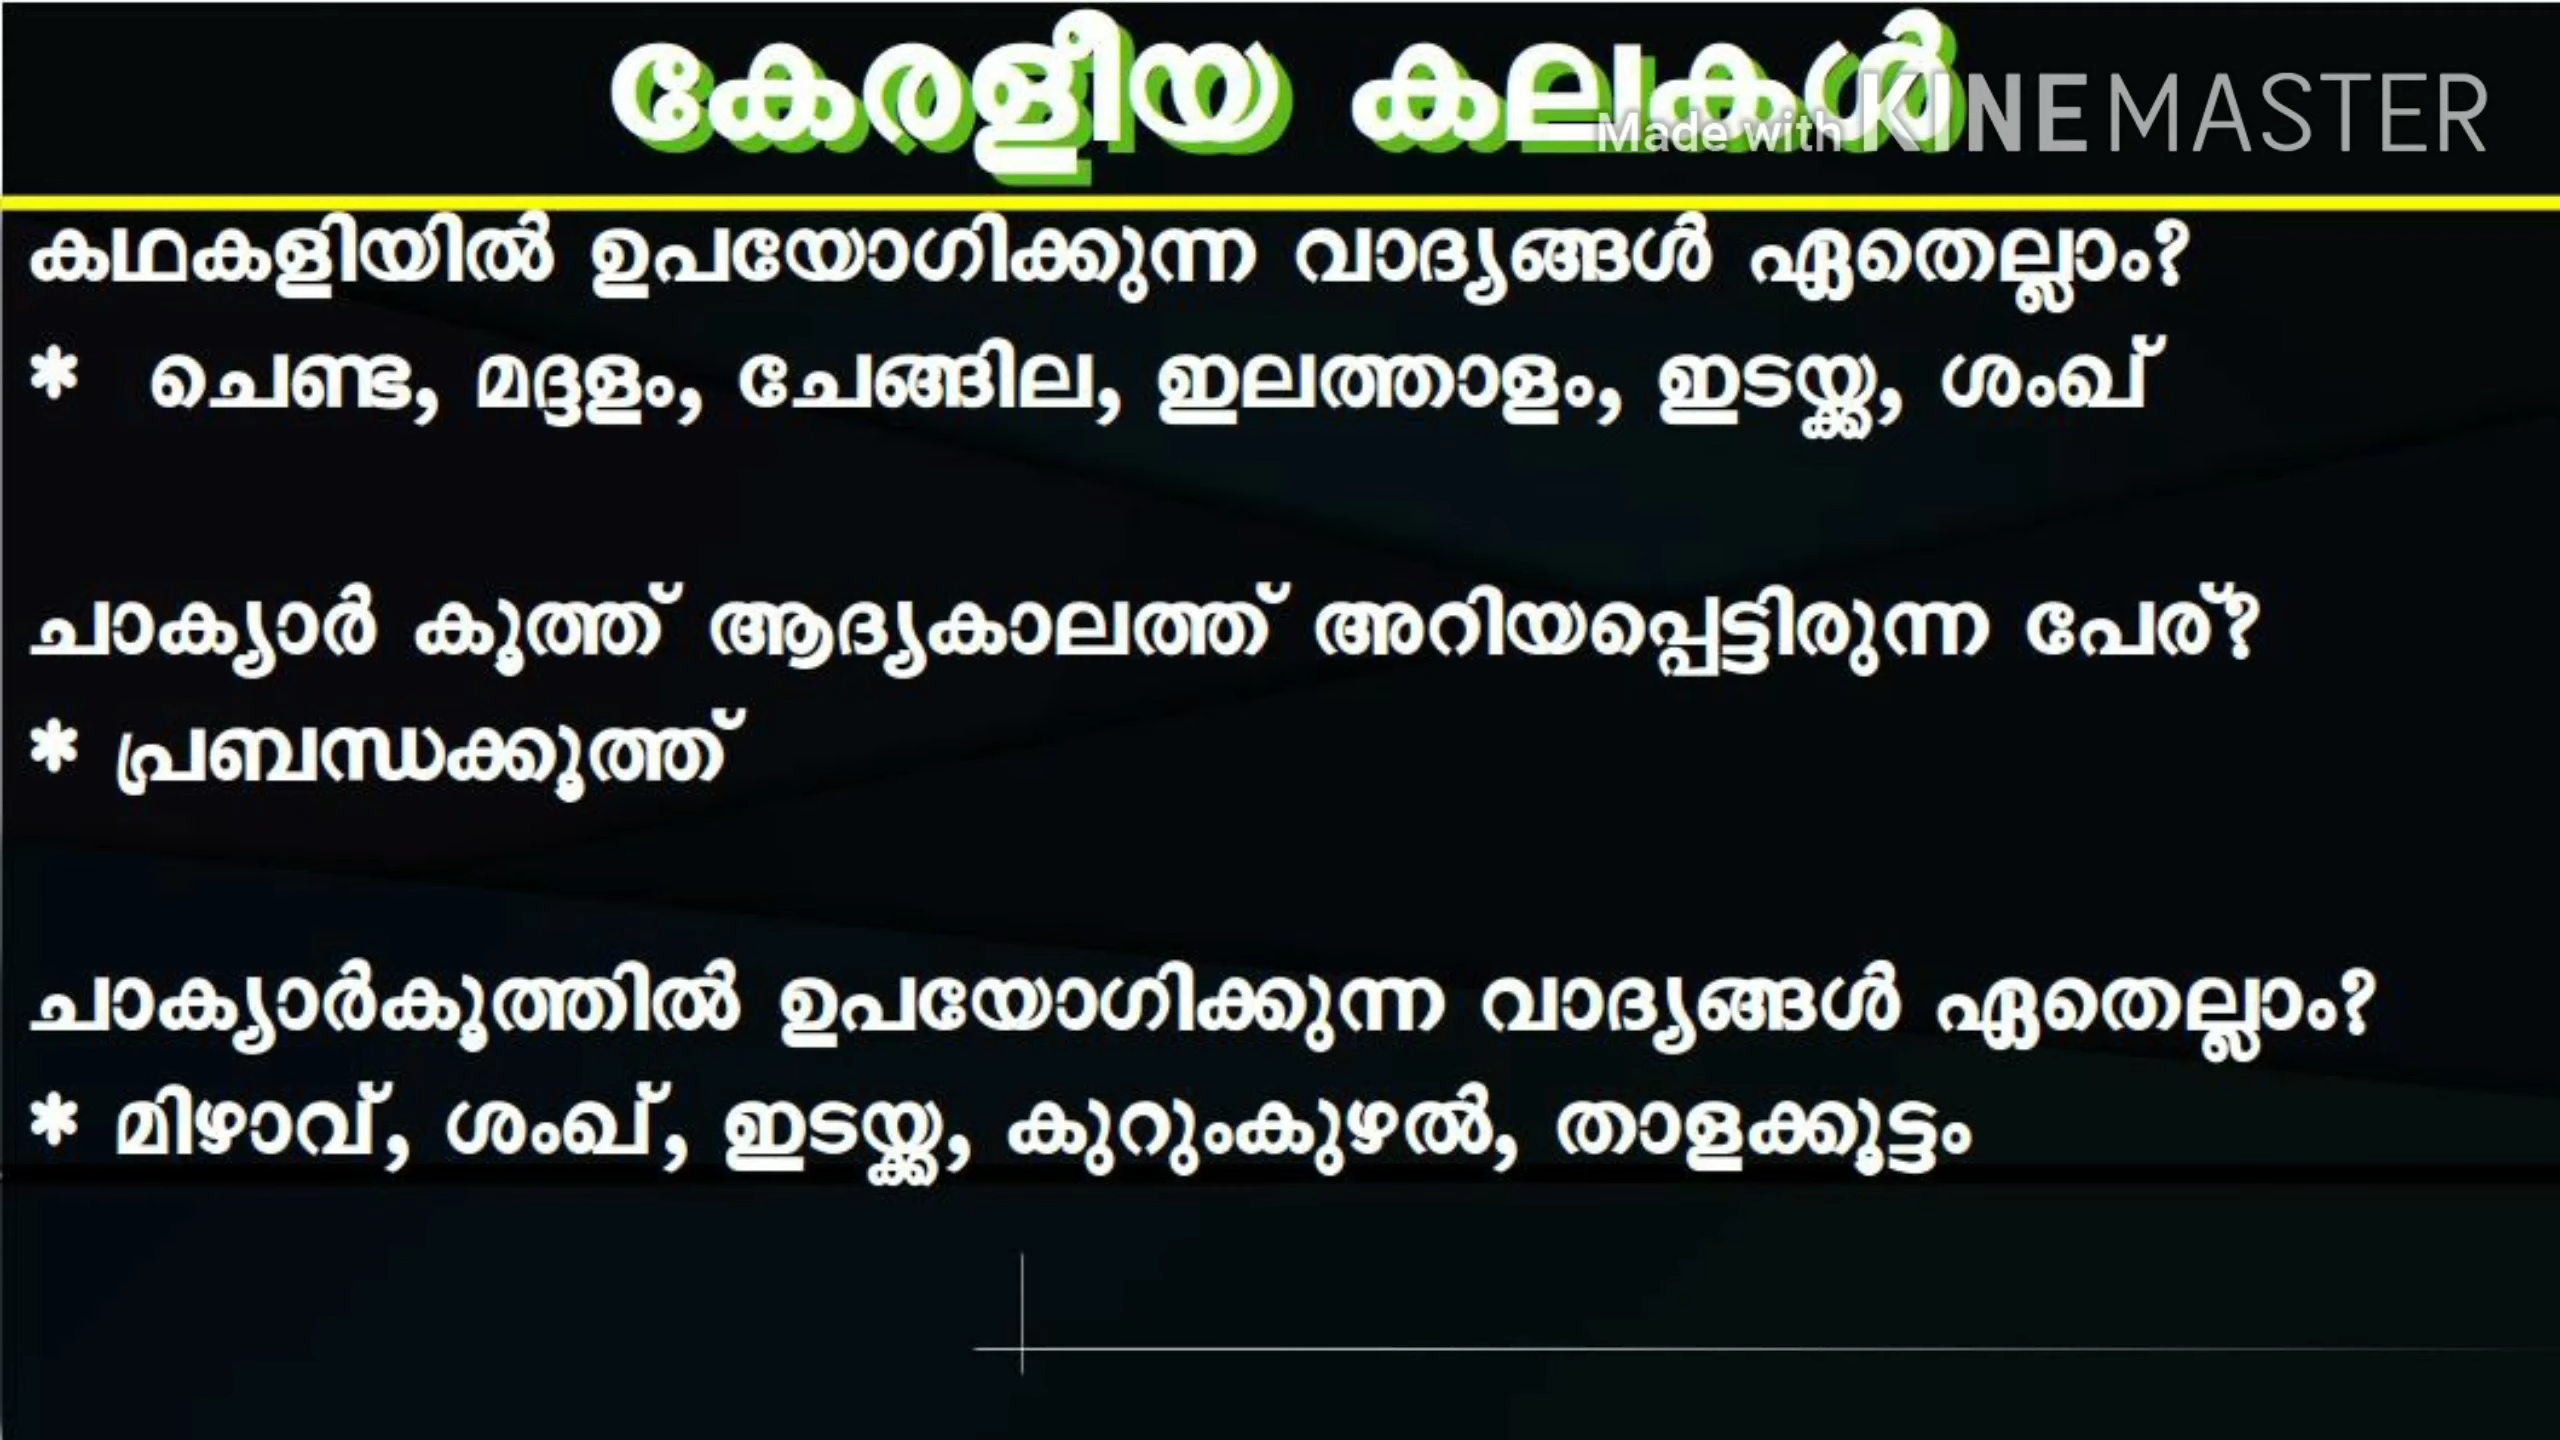 കേരളീയ കലകൾ
Made with KINEMASTER
കഥകളിയിൽ ഉപയോഗിക്കുന്ന വാദ്യങ്ങൾ ഏതെല്ലാം?
* ചെണ്ട, മദ്ദളം, ചേങ്ങില, ഇലത്താളം, ഇടയ്ക്ക, ശംഖ്
ചാക്യാർ കൂത്ത് ആദ്യകാലത്ത് അറിയപ്പെട്ടിരുന്ന പേര്?
* പ്രബന്ധക്കൂത്ത്
ചാക്യാർകൂത്തിൽ ഉപയോഗിക്കുന്ന വാദ്യങ്ങൾ ഏതെല്ലാം?
* മിഴാവ്, ശംഖ്, ഇടയ്ക്ക, കുറുംകുഴൽ, താളക്കൂട്ടം